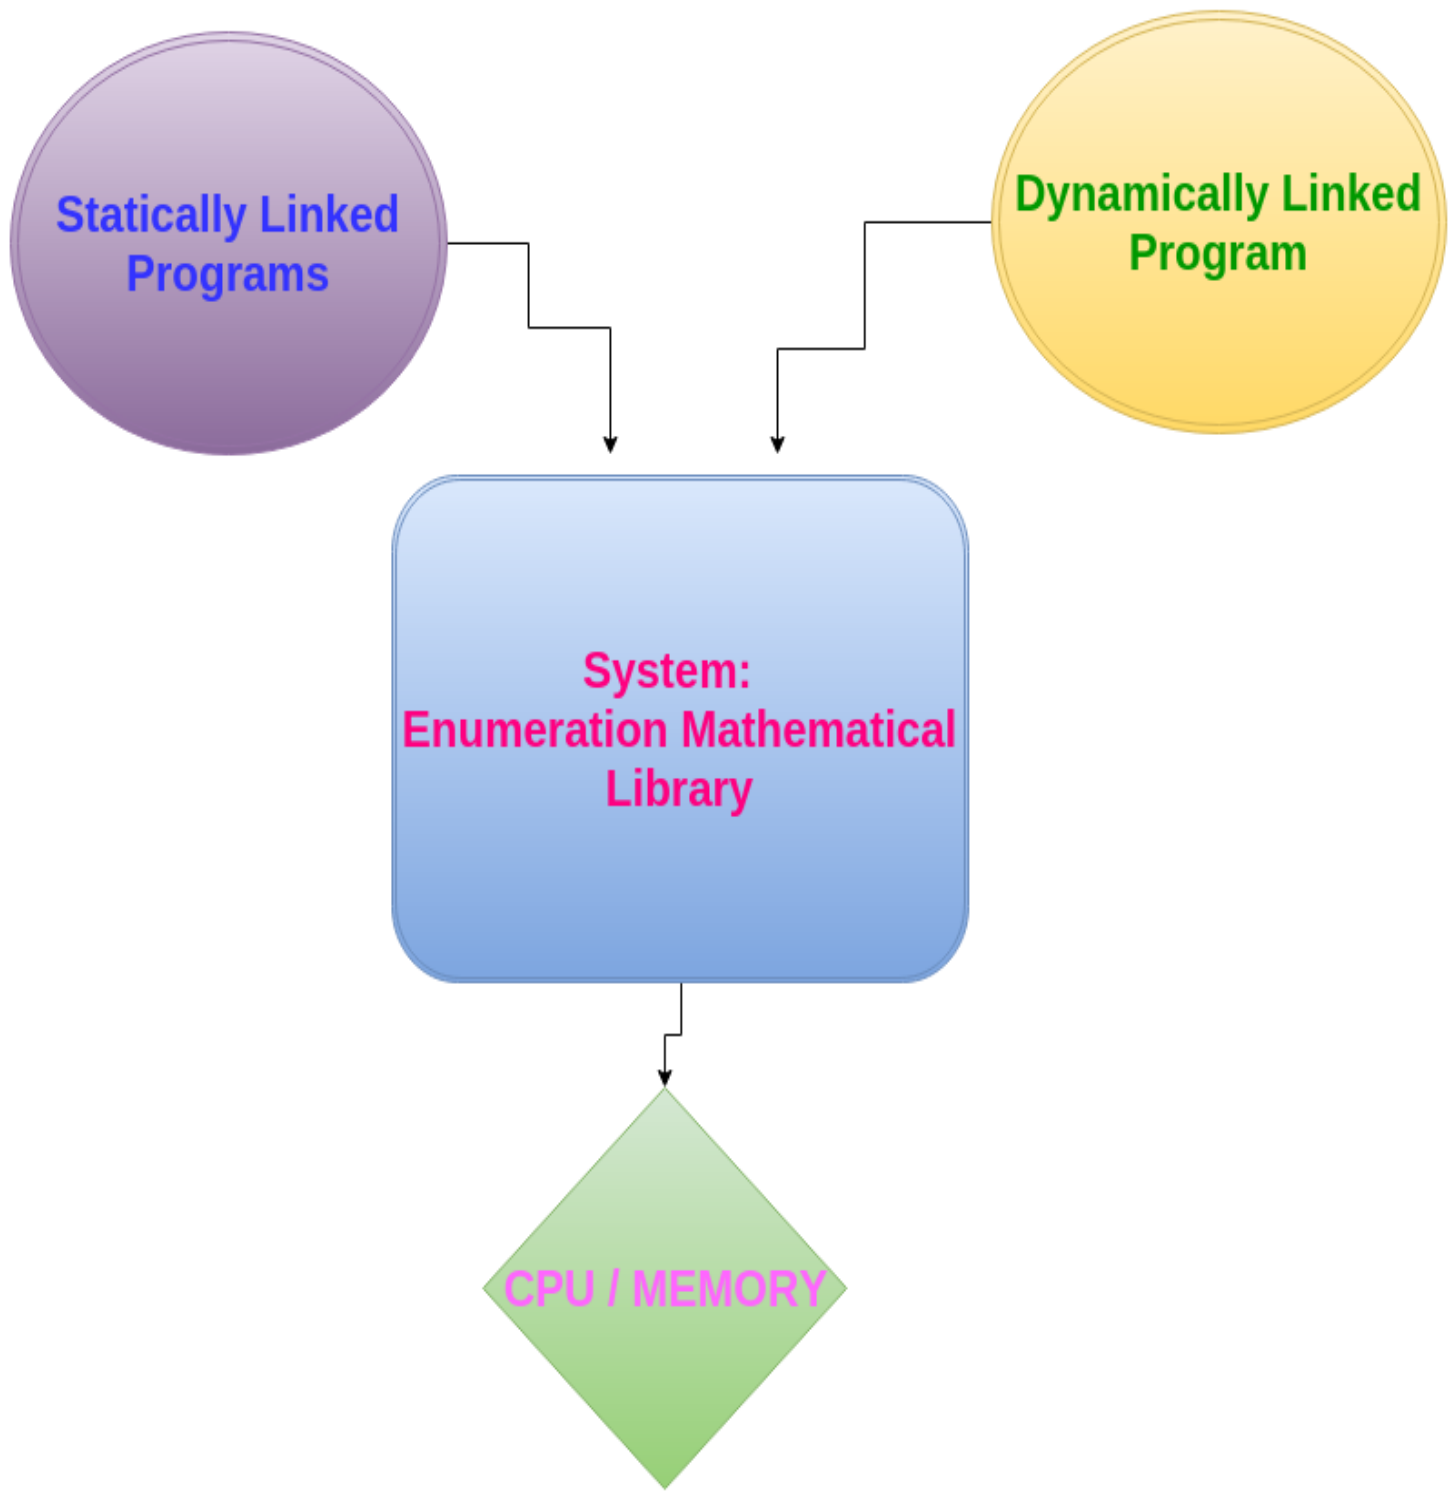 Statically Linked
Programs
Dynamically Linked
Program
System:
Enumeration Mathematical
Library
CPU / MEMORY